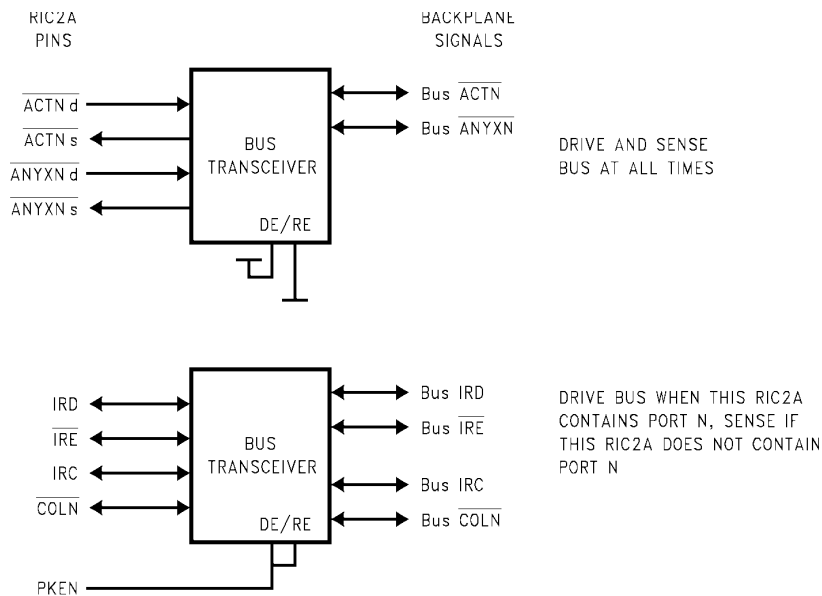 RIC2A
PINS
BACKPLANE
SIGNALS
ACTN d
ACTN s
ANYXN d
ANYXN s
BUS
TRANSCEIVER
DE/RE
Bus ACTN
Bus ANYXN
DRIVE AND SENSE
BUS AT ALL TIMES
IRD
IRE
IRC
COLN
PKEN
BUS
TRANSCEIVER
DE/RE
Bus IRD
Bus IRE
Bus IRC
Bus COLN
DRIVE BUS WHEN THIS RIC2A
CONTAINS PORT N, SENSE IF
THIS RIC2A DOES NOT CONTAIN
PORT N